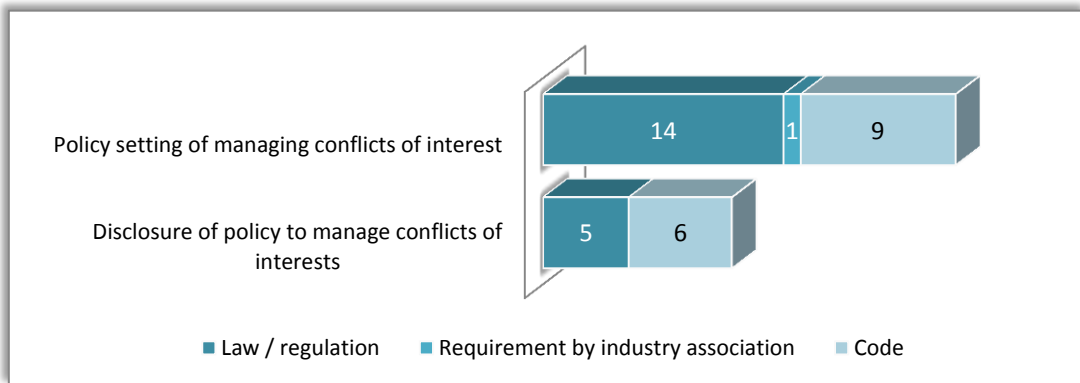 Policy setting of managing conflicts of interest
14
1
9
Disclosure of policy to manage conflicts of
interests
5
6
Law / regulation
Requirement by industry association
Code